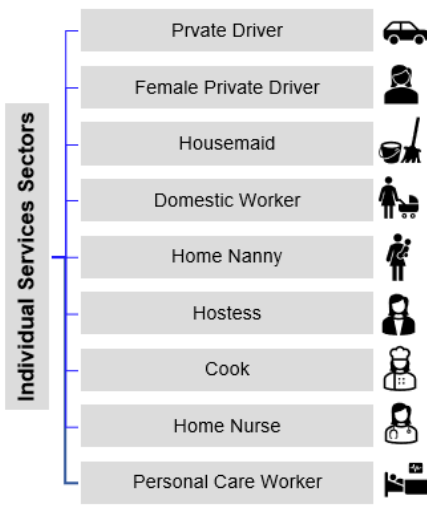 Individual Services Sectors
Prvate Driver
Female Private Driver
Housemaid
Domestic Worker
Home Nanny
Hostess
Cook
Home Nurse
Personal Care Worker